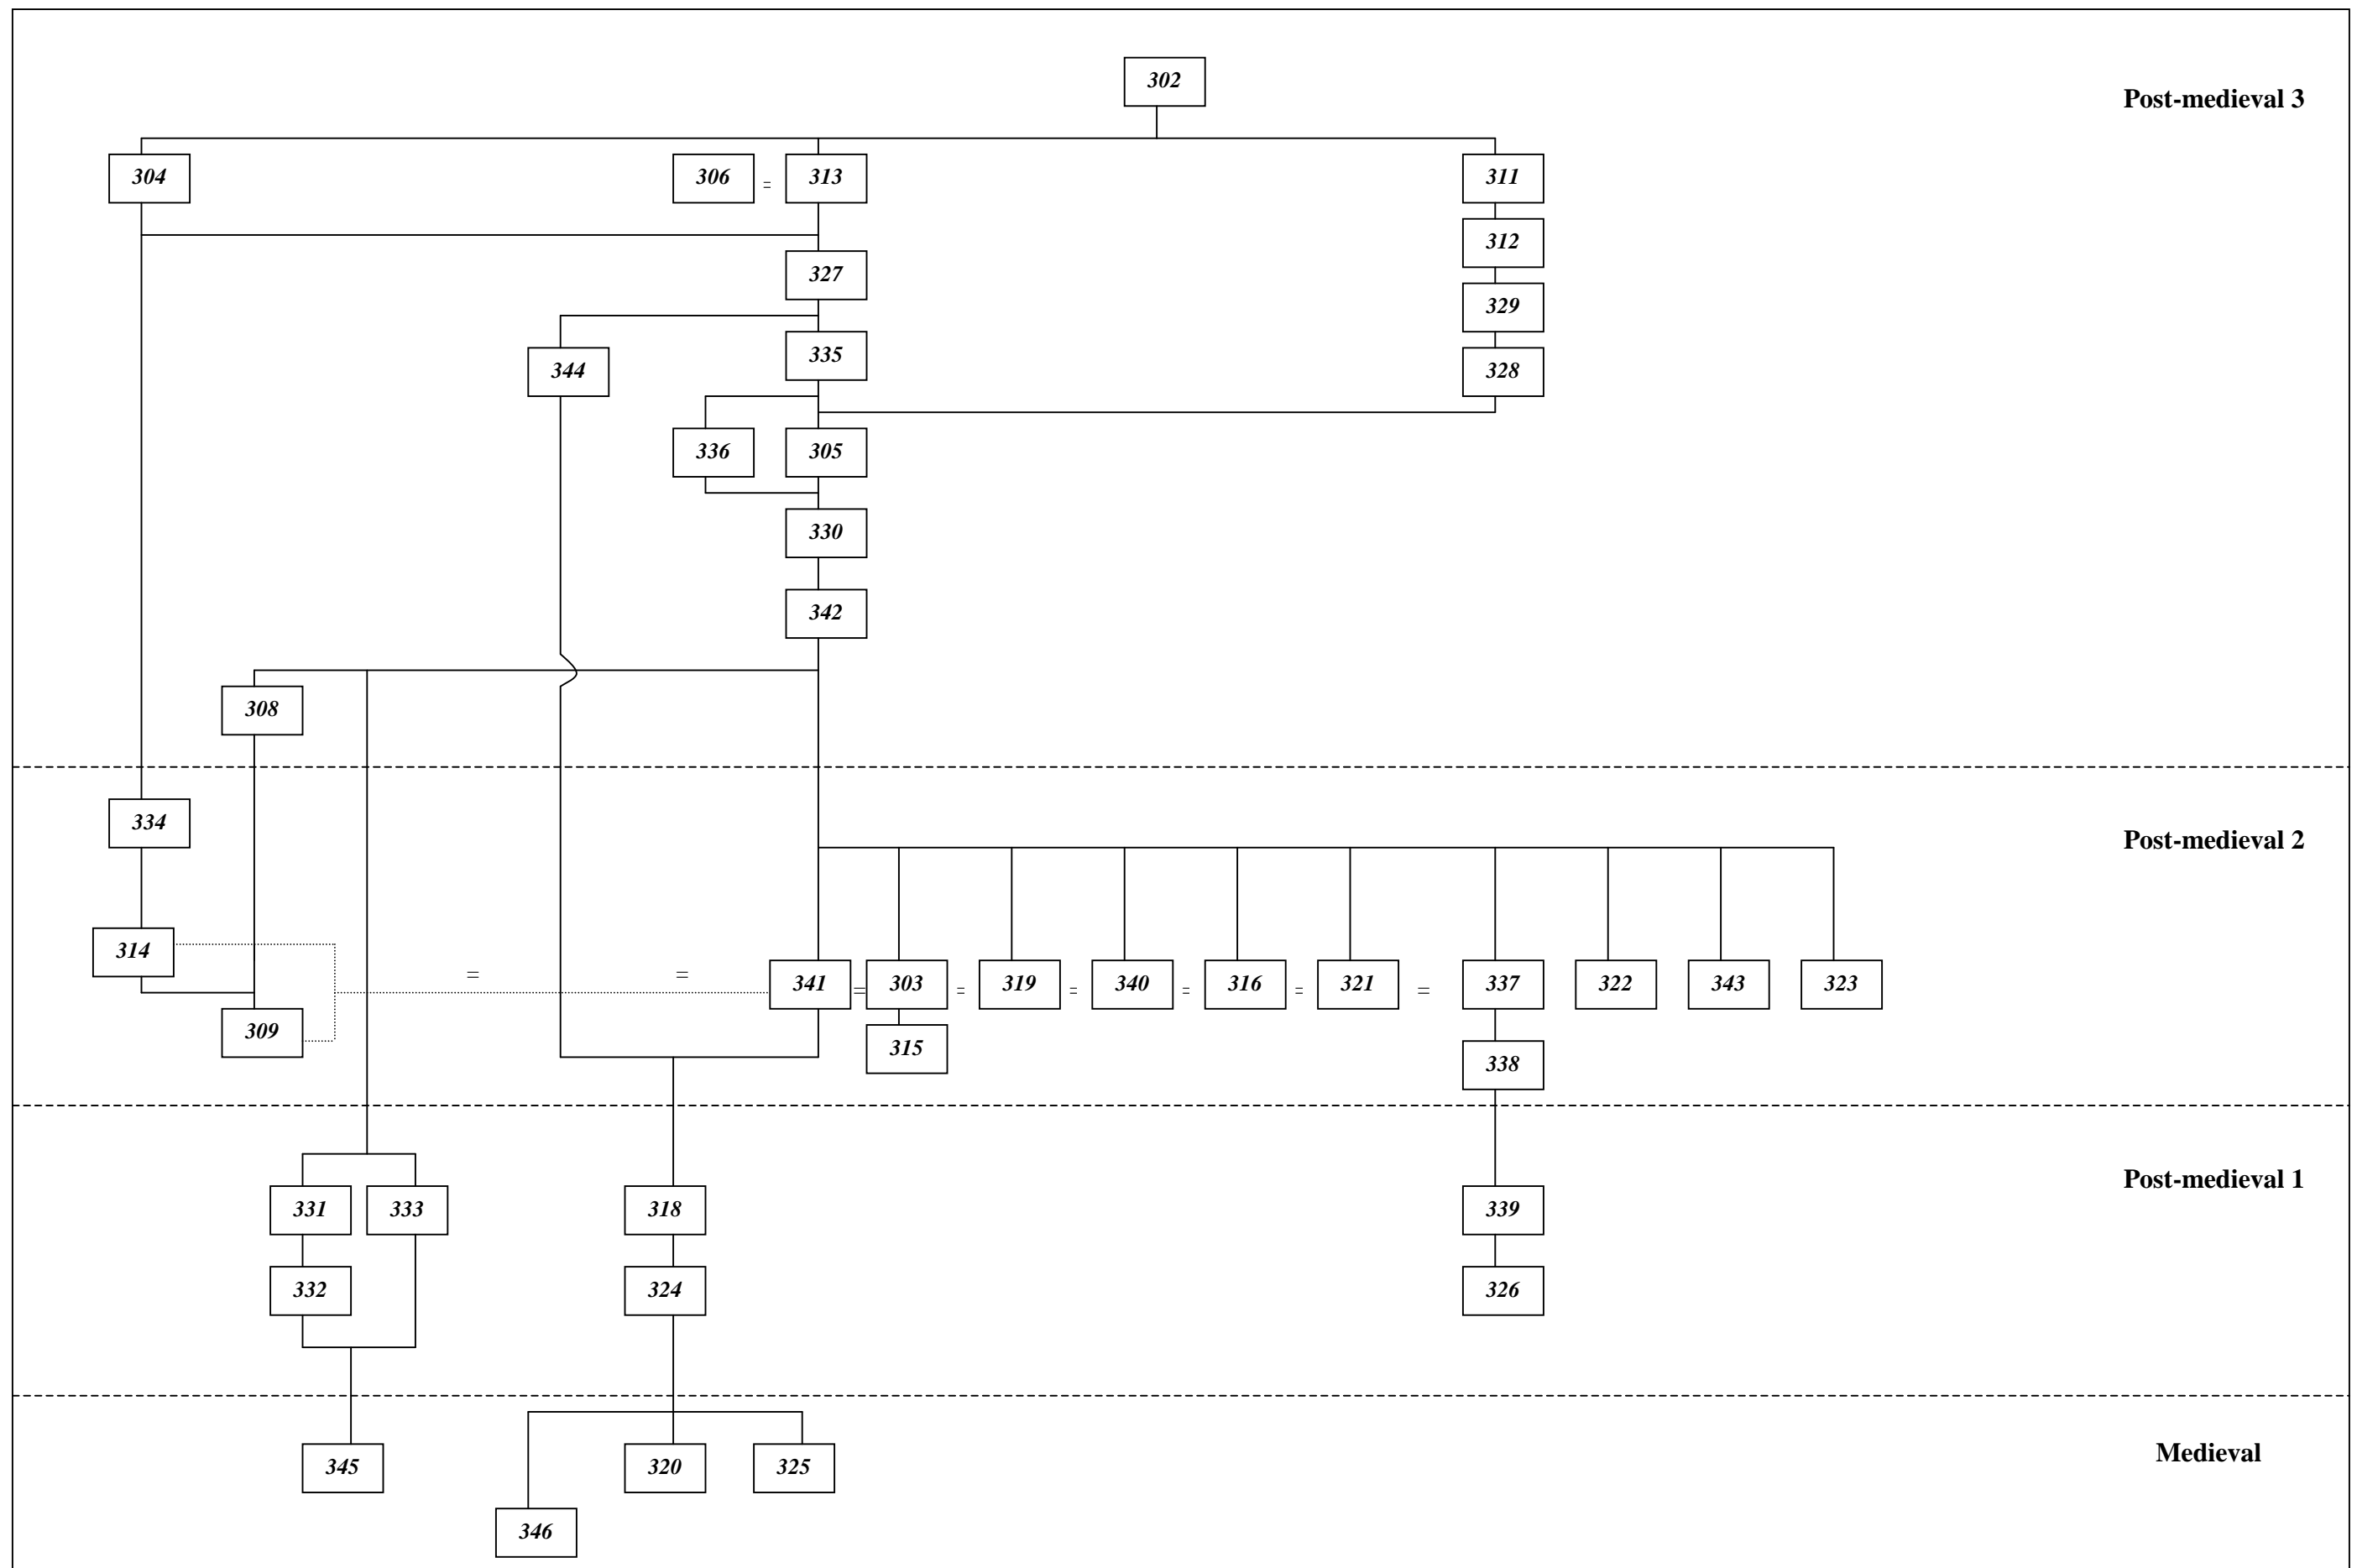 302
Post-medieval 3
304
306 = 313
311
312
327
329
335
344
328
336
305
330
342
308
334
Post-medieval 2
314
= =
341 = 303 = 319 = 340 = 316 = 321 = 337 322 343 323
309
315
338
Post-medieval 1
331 333 318 339
332 324 326
Medieval
345 320 325
346